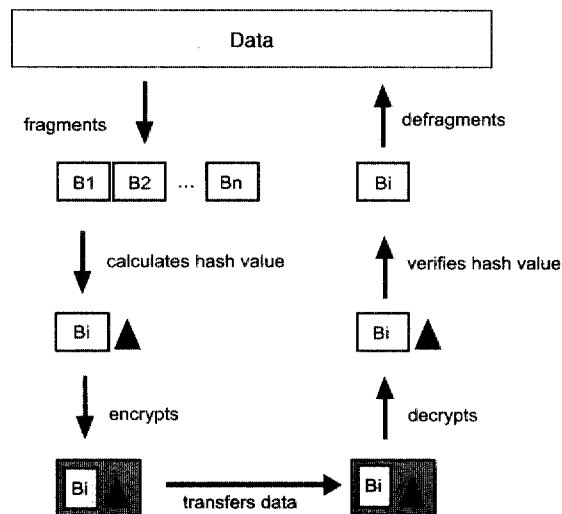 Data
fragments
defragments
B1 B2 ... Bn
Bi
calculates hash value
verifies hash value
Bi
Bi
encrypts
decrypts
Bi
Bi
transfers data